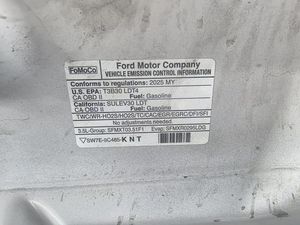 FoMoCo
Ford Motor Company
VEHICLE EMISSION CONTROL INFORMATION
Conforms to regulations: 2025 MY
U.S. EPA: T3B30 LDT4
CA OBD II Fuel: Gasoline
California: SULEV30 LDT
CA OBD II Fuel: Gasoline
TWC/WR-HO2S/HO2S/TC/CAC/EGR/EGRC/DFI/SFI
No adjustments needed.
3.5L-Group: SFMXT03.51F1 Evap: SFMXR0295LDG
SW7E-9C485-KNT